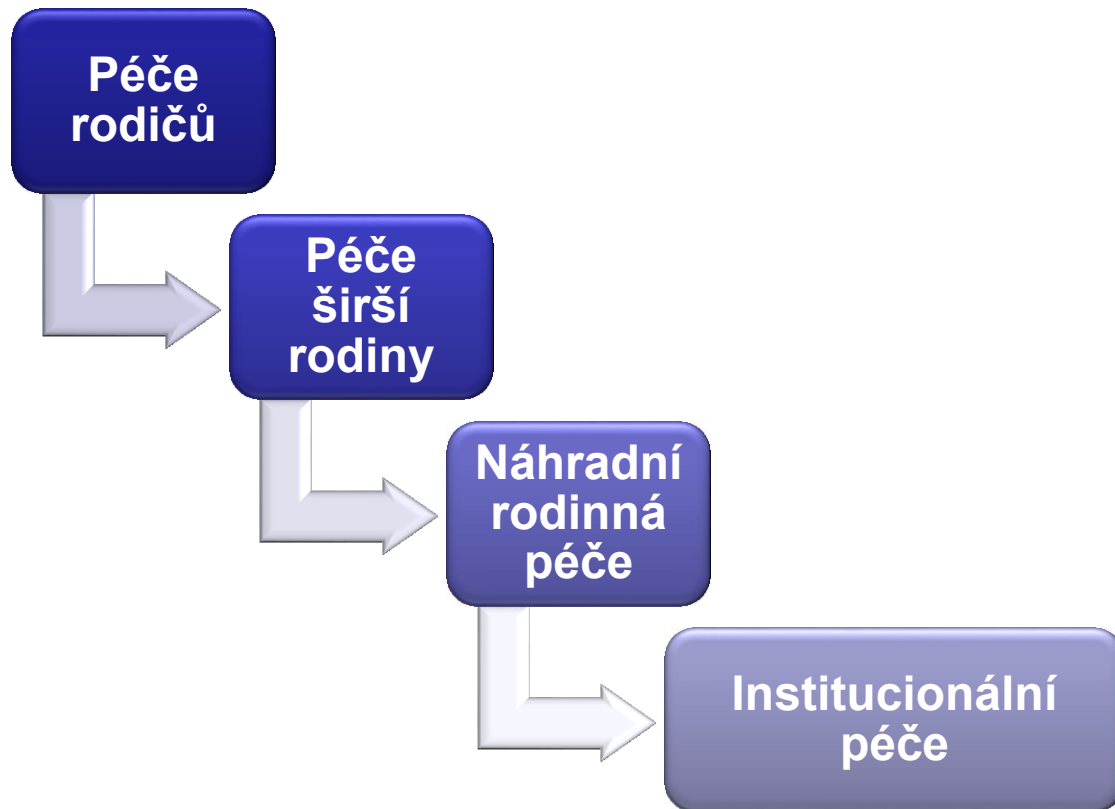 Péče
rodičů
Péče
širší
rodiny
Náhradní
rodinná
péče
Institucionální
péče